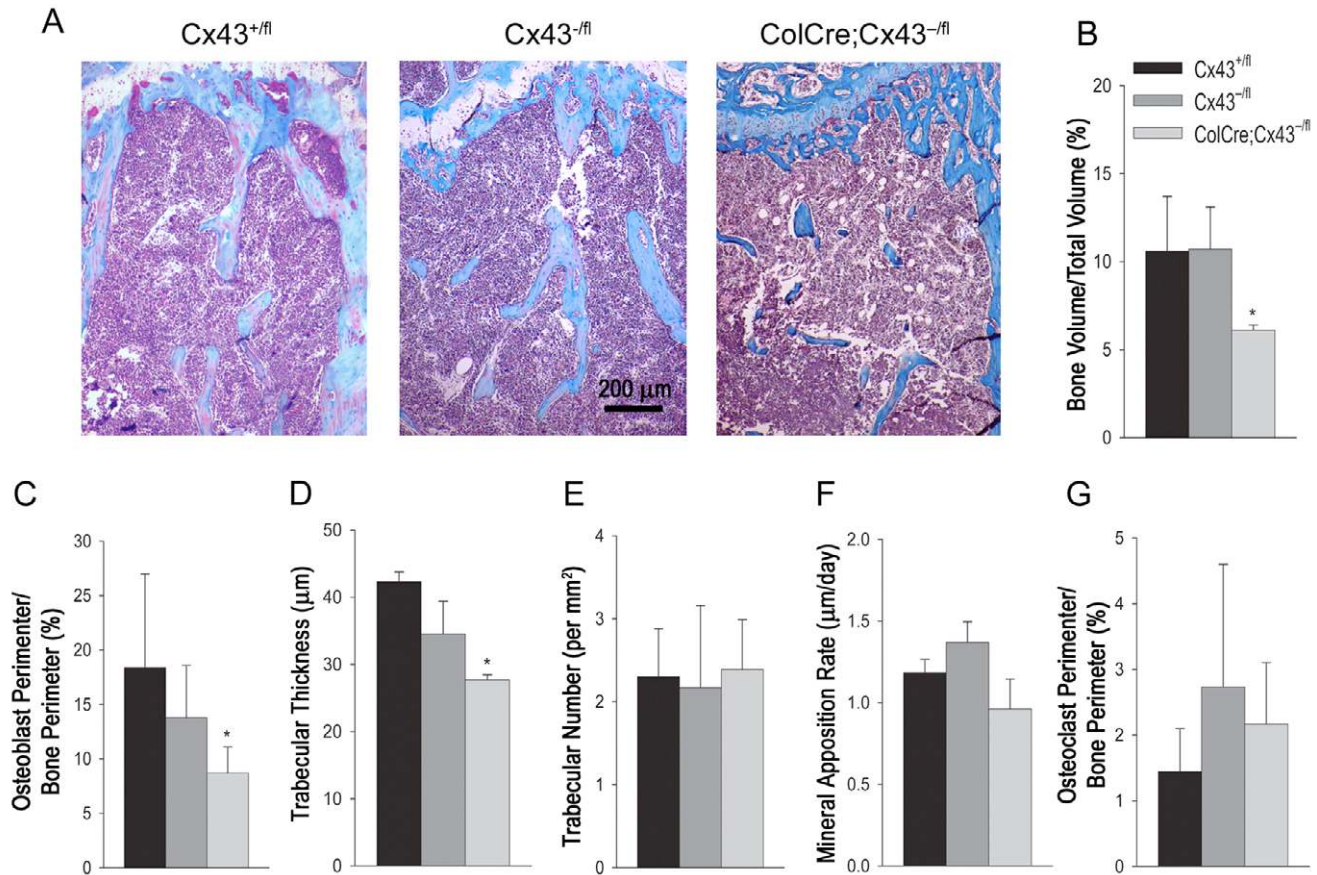 A
Cx43+/fl
Cx43-/fl
ColCre;Cx43–/fl
200 µm
B
Cx43+/fl
Cx43–/fl
ColCre;Cx43–/fl
Bone Volume/Total Volume (%)
20
15
10
5
0
*
C
Osteoblast Perimenter/
Bone Perimeter (%)
30
25
20
15
10
5
0
*
D
Trabecular Thickness (µm)
50
40
30
20
10
0
*
E
Trabecular Number (per mm²)
4
3
2
1
0
F
Mineral Apposition Rate (µm/day)
2.0
1.5
1.0
0.5
0.0
G
Osteoclast Perimenter/
Bone Perimeter (%)
5
4
3
2
1
0